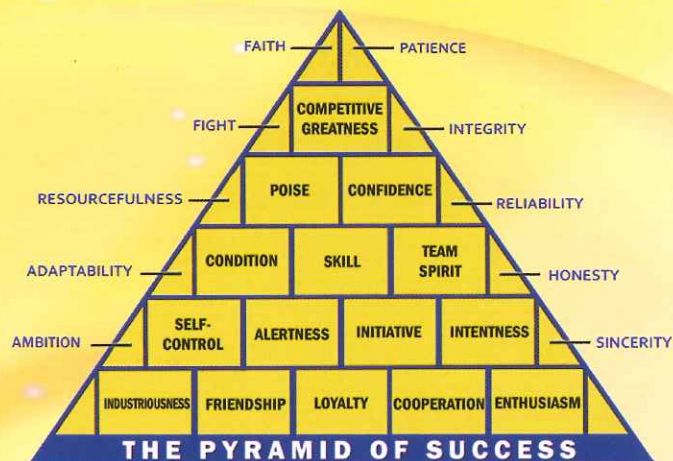 FAITH
PATIENCE
COMPETITIVE
GREATNESS
FIGHT
INTEGRITY
POISE
CONFIDENCE
RESOURCEFULNESS
RELIABILITY
CONDITION
SKILL
TEAM
SPIRIT
ADAPTABILITY
HONESTY
SELF-
CONTROL
ALERTNESS
INITIATIVE
INTENTNESS
AMBITION
SINCERITY
INDUSTRIOUSNESS
FRIENDSHIP
LOYALTY
COOPERATION
ENTHUSIASM
THE PYRAMID OF SUCCESS